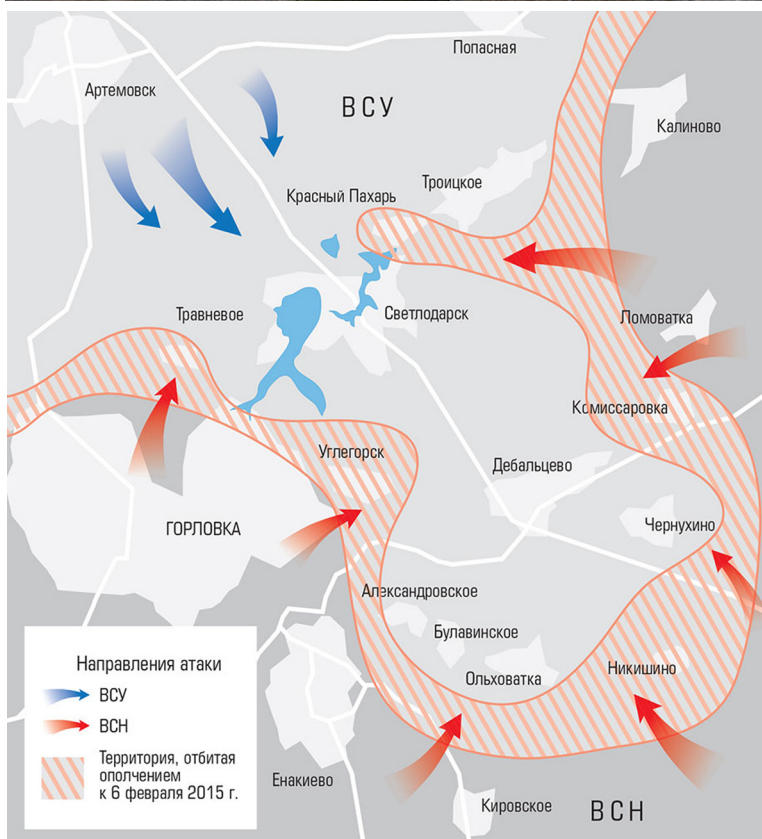 Попасная
Артемовск
ВСУ
Калиново
Троицкое
Красный Пахарь
Травневое
Светлодарск
Ломоватка
Комиссаровка
Углегорск
Дебальцево
ГОРЛОВКА
Чернухино
Александровское
Булавинское
Никишино
Ольховатка
Енакиево
Кировское
ВСН
Направления атаки
ВСУ
ВСН
Территория, отбитая
ополчением
к 6 февраля 2015 г.